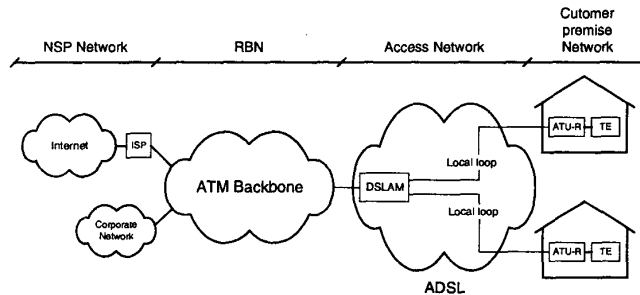 Cutomer
premise
Network
NSP Network
RBN
Access Network
Internet
ISP
ATM Backbone
Corporate
Network
DSLAM
Local loop
Local loop
ATU-R
TE
ATU-R
TE
ADSL